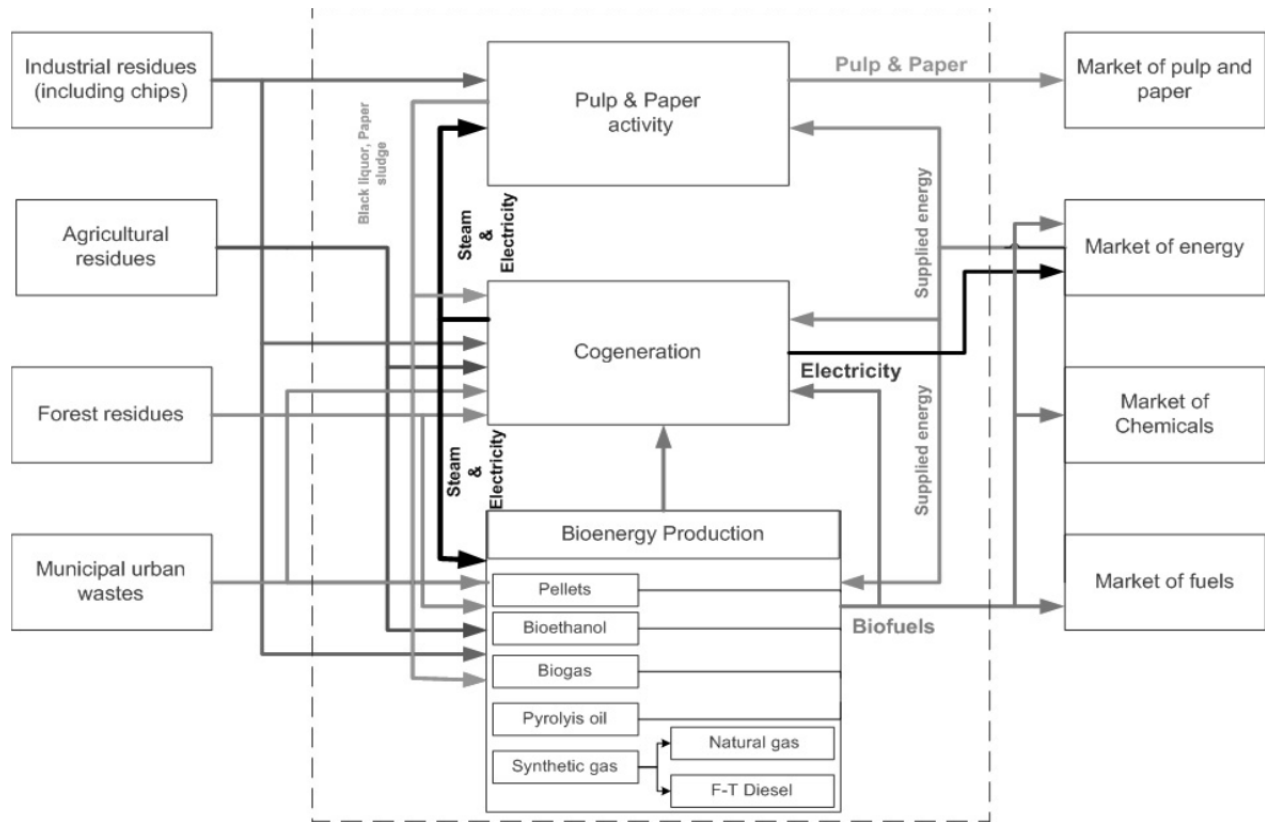 Industrial residues
(including chips)
Agricultural
residues
Forest residues
Municipal urban
wastes
Black liquor, Paper
sludge
Pulp & Paper
activity
Steam
&
Electricity
Cogeneration
Steam
&
Electricity
Bioenergy Production
Pellets
Bioethanol
Biogas
Pyrolyis oil
Synthetic gas
Natural gas
F-T Diesel
Pulp & Paper
Supplied energy
Electricity
Supplied energy
Biofuels
Market of pulp and
paper
Market of energy
Market of
Chemicals
Market of fuels